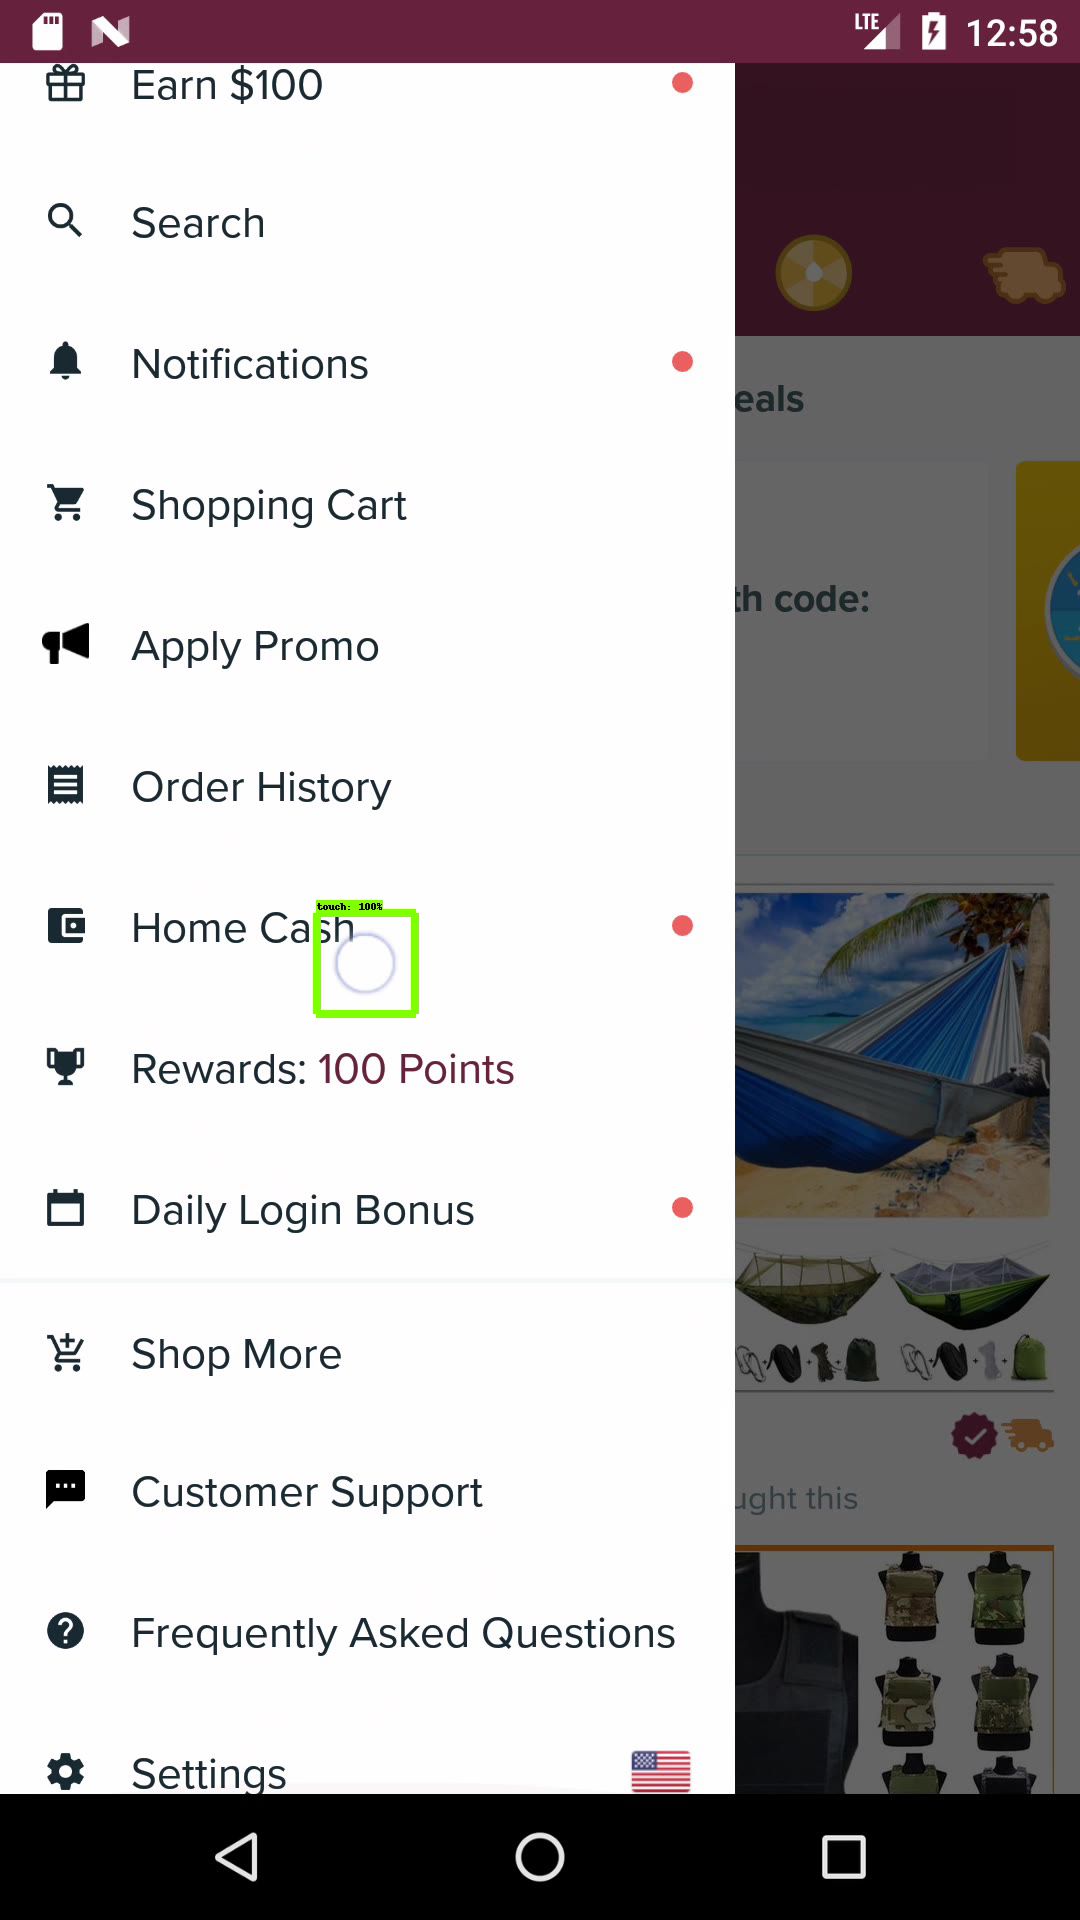 LTE 12:58
Earn $100
Search
Notifications
eals
Shopping Cart
th code:
Apply Promo
Order History
touch: 100%
Home Cash
Rewards: 100 Points
Daily Login Bonus
Shop More
Customer Support
ught this
Frequently Asked Questions
Settings